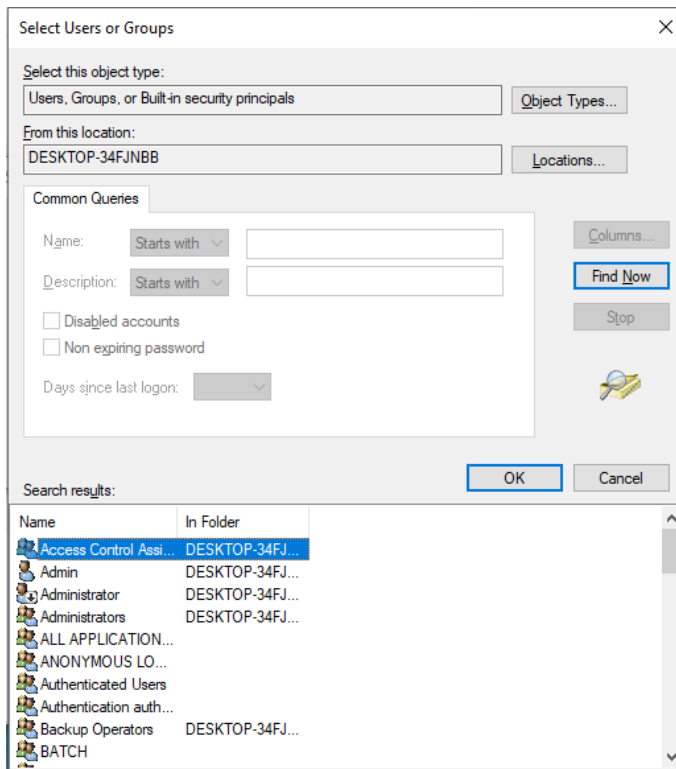 Select Users or Groups
Select this object type:
Users, Groups, or Built-in security principals
Object Types...
From this location:
DESKTOP-34FJNBB
Locations...
Common Queries
Name:
Starts with
Columns...
Description:
Starts with
Find Now
Disabled accounts
Stop
Non expiring password
Days since last logon:
OK
Cancel
Search results:
Name In Folder
Access Control Assi... DESKTOP-34FJ...
Admin DESKTOP-34FJ...
Administrator DESKTOP-34FJ...
Administrators DESKTOP-34FJ...
ALL APPLICATION...
ANONYMOUS LO...
Authenticated Users
Authentication auth...
Backup Operators DESKTOP-34FJ...
BATCH